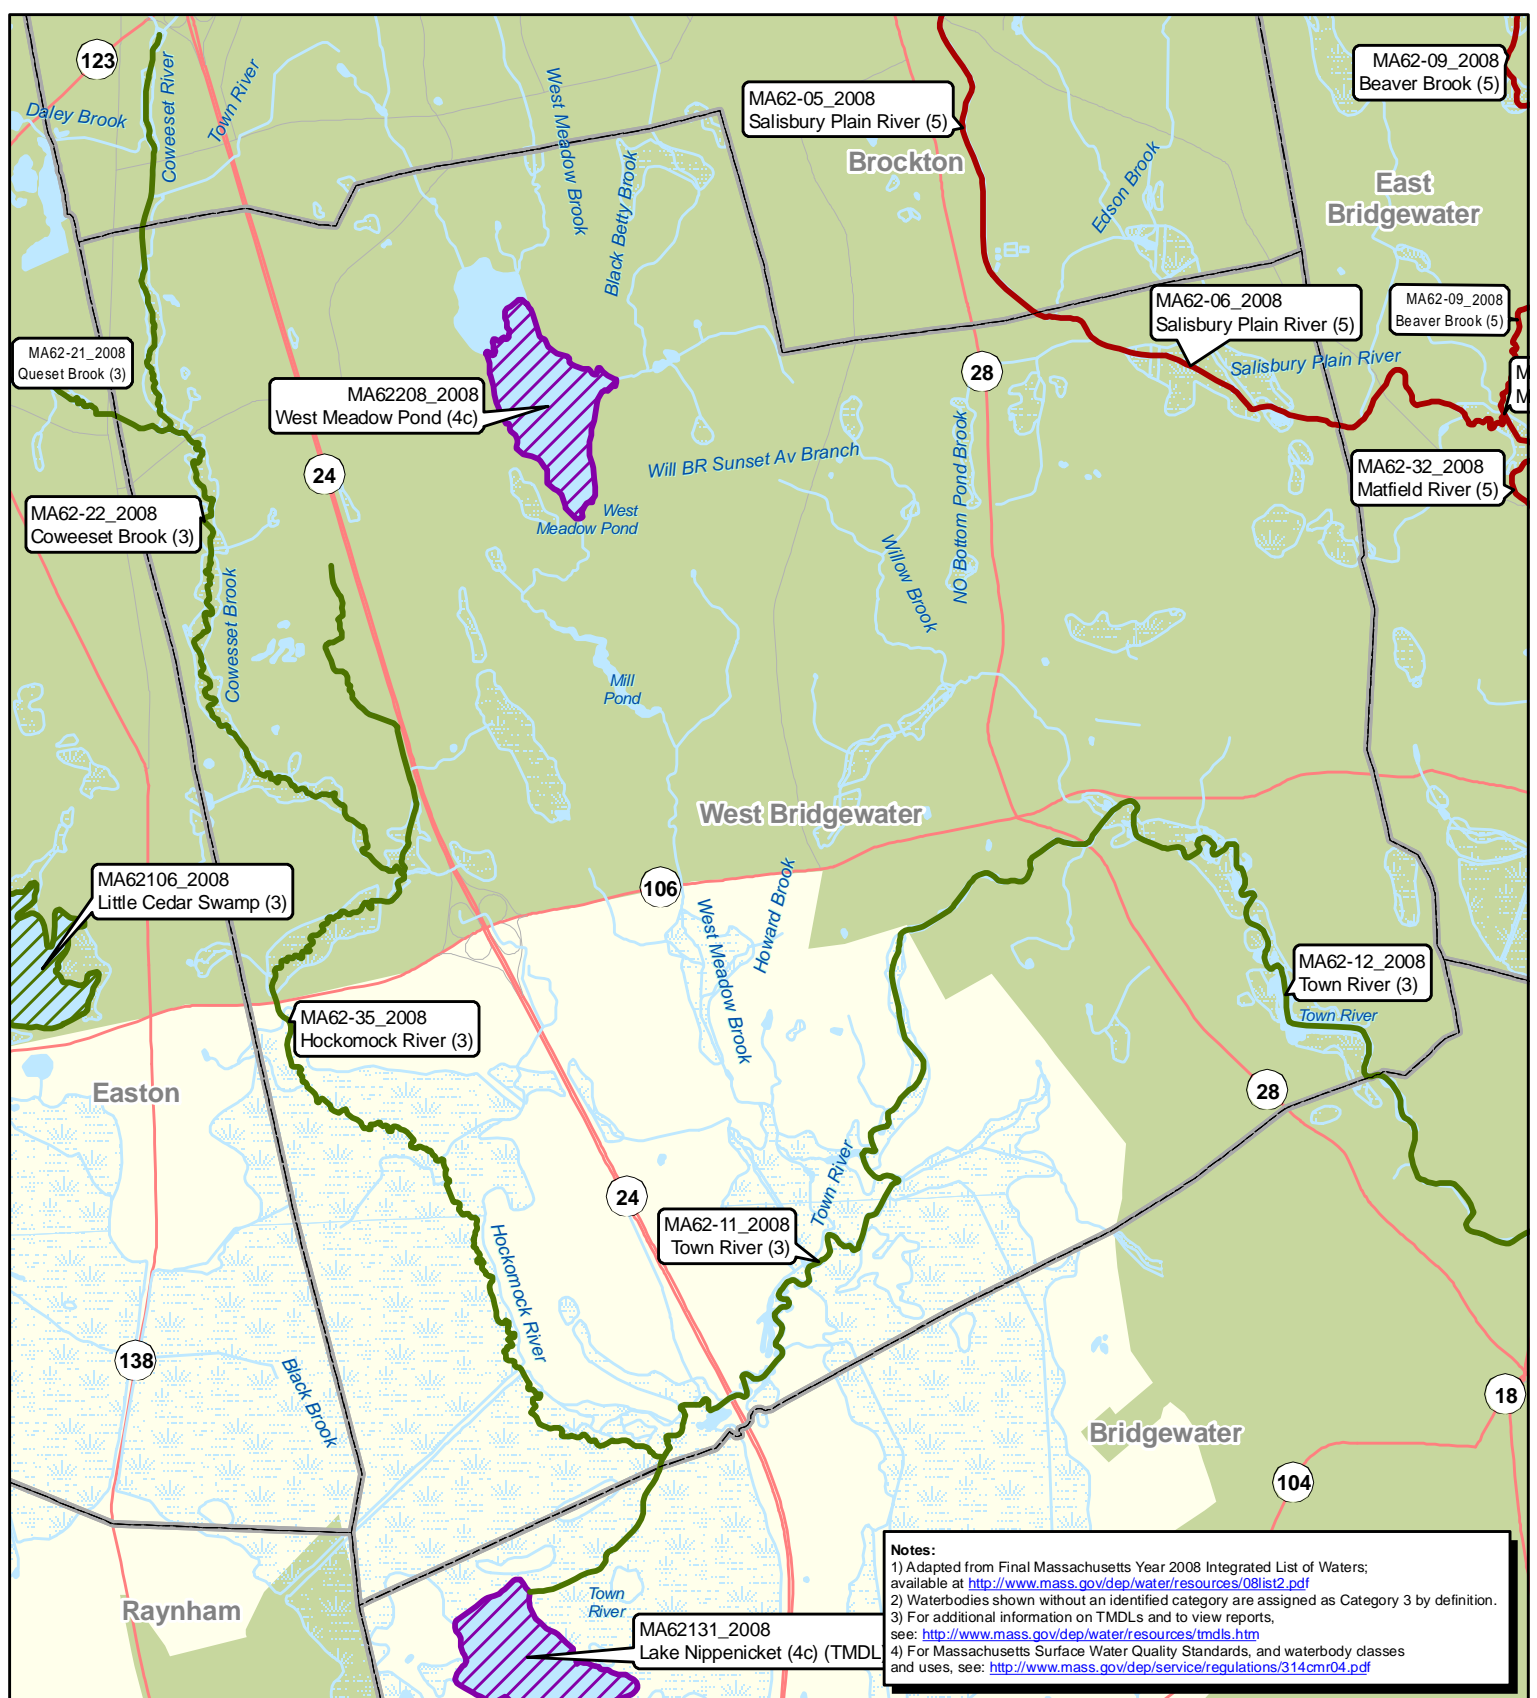 123
Daley Brook
Coweeset River
Town River
West Meadow Brook
Black Betty Brook
MA62-05_2008
Salisbury Plain River (5)
Brockton
Edson Brook
MA62-09_2008
Beaver Brook (5)
East
Bridgewater
MA62-06_2008
Salisbury Plain River (5)
MA62-09_2008
Beaver Brook (5)
Salisbury Plain River
M
M
MA62-21_2008
Queset Brook (3)
MA62208_2008
West Meadow Pond (4c)
28
24
Will BR Sunset Av Branch
NO Bottom Pond Brook
MA62-32_2008
Matfield River (5)
MA62-22_2008
Coweeset Brook (3)
West
Meadow Pond
Willow Brook
Cowesset Brook
Mill
Pond
West Bridgewater
MA62106_2008
Little Cedar Swamp (3)
106
West Meadow Brook
Howard Brook
MA62-12_2008
Town River (3)
Town River
MA62-35_2008
Hockomock River (3)
Easton
28
24
Town River
MA62-11_2008
Town River (3)
Hockomock River
138
Black Brook
18
Bridgewater
104
Raynham
Town
River
MA62131_2008
Lake Nippenicket (4c) (TMDL
Notes:
1) Adapted from Final Massachusetts Year 2008 Integrated List of Waters;
available at http://www.mass.gov/dep/water/resources/08list2.pdf
2) Waterbodies shown without an identified category are assigned as Category 3 by definition.
3) For additional information on TMDLs and to view reports,
see: http://www.mass.gov/dep/water/resources/tmdls.htm
4) For Massachusetts Surface Water Quality Standards, and waterbody classes
and uses, see: http://www.mass.gov/dep/service/regulations/314cmr04.pdf